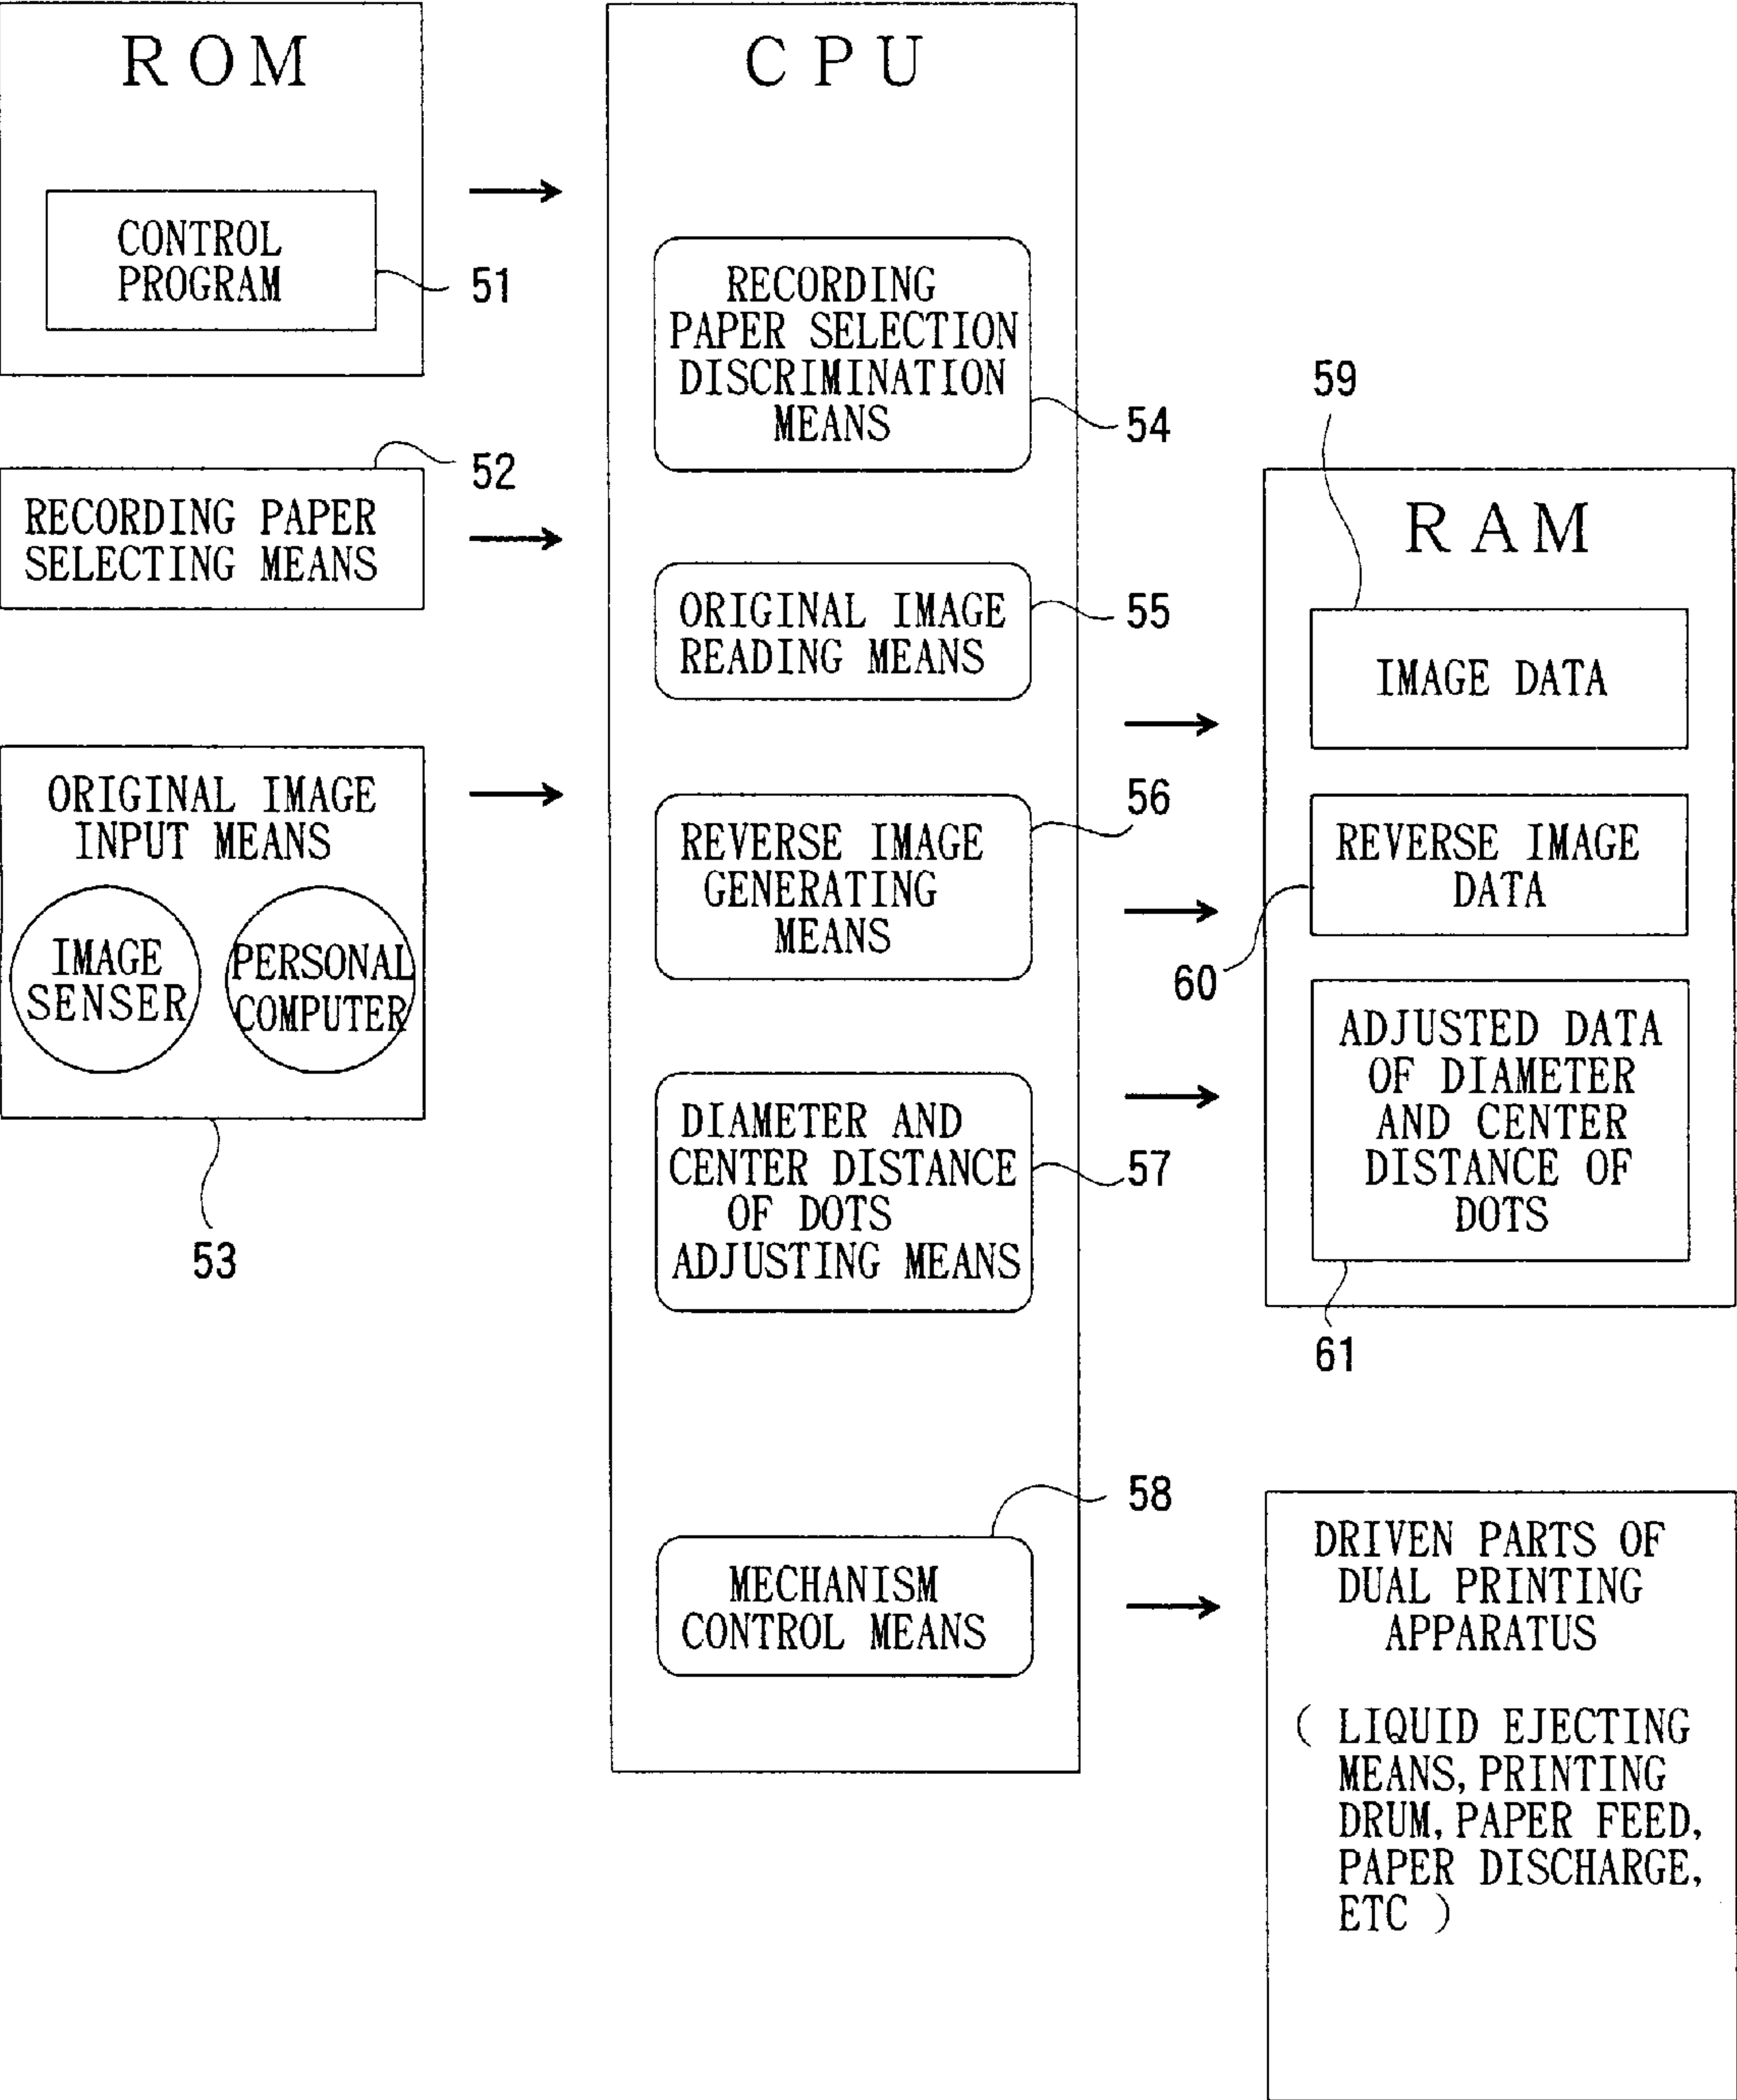 ROM
CONTROL
PROGRAM
51
52
RECORDING PAPER
SELECTING MEANS
ORIGINAL IMAGE
INPUT MEANS
IMAGE
SENSER
PERSONAL
COMPUTER
53
CPU
RECORDING
PAPER SELECTION
DISCRIMINATION
MEANS
54
ORIGINAL IMAGE
READING MEANS
55
REVERSE IMAGE
GENERATING
MEANS
56
DIAMETER AND
CENTER DISTANCE
OF DOTS
ADJUSTING MEANS
57
MECHANISM
CONTROL MEANS
58
59
RAM
IMAGE DATA
REVERSE IMAGE
DATA
60
ADJUSTED DATA
OF DIAMETER
AND CENTER
DISTANCE OF
DOTS
61
DRIVEN PARTS OF
DUAL PRINTING
APPARATUS
( LIQUID EJECTING
MEANS, PRINTING
DRUM, PAPER FEED,
PAPER DISCHARGE,
ETC )